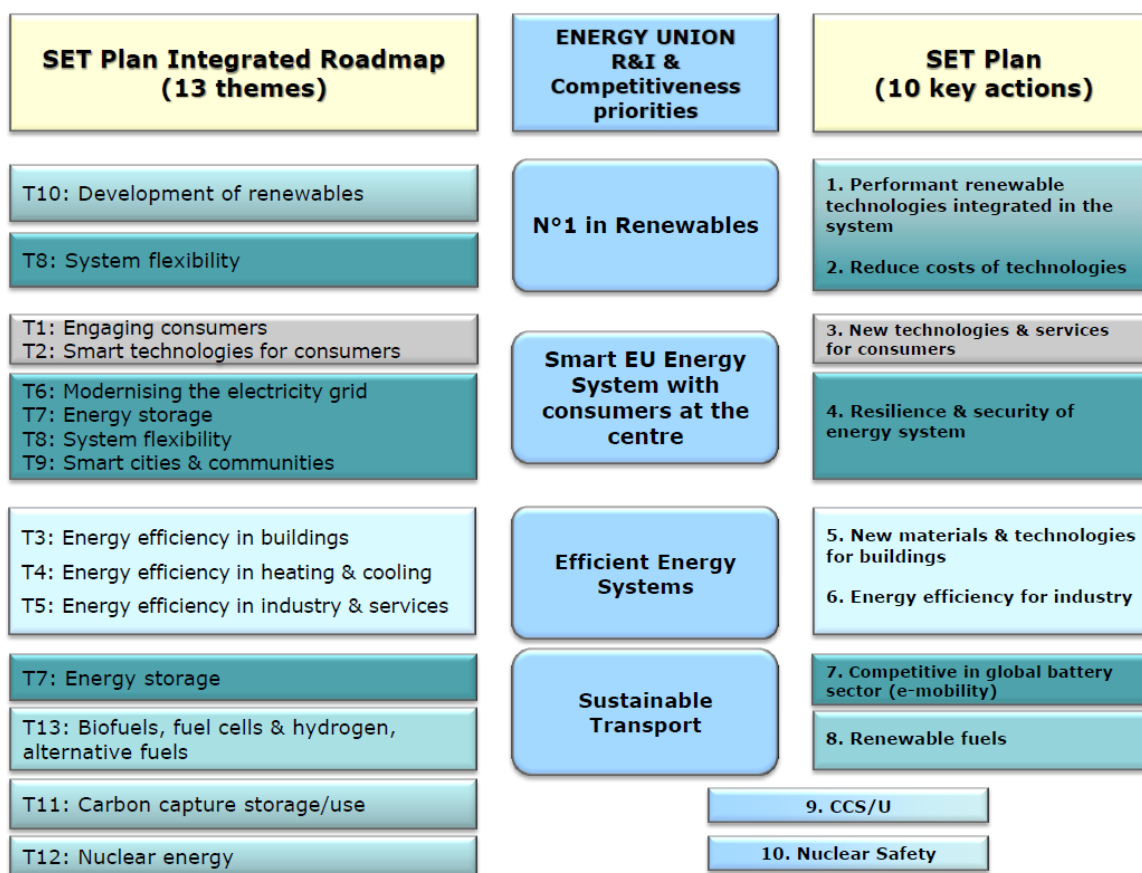 SET Plan Integrated Roadmap
(13 themes)
ENERGY UNION
R&I &
Competitiveness
priorities
SET Plan
(10 key actions)
T10: Development of renewables
T8: System flexibility
N°1 in Renewables
1. Performant renewable
technologies integrated in the
system
2. Reduce costs of technologies
T1: Engaging consumers
T2: Smart technologies for consumers
T6: Modernising the electricity grid
T7: Energy storage
T8: System flexibility
T9: Smart cities & communities
Smart EU Energy
System with
consumers at the
centre
3. New technologies & services
for consumers
4. Resilience & security of
energy system
T3: Energy efficiency in buildings
T4: Energy efficiency in heating & cooling
T5: Energy efficiency in industry & services
Efficient Energy
Systems
5. New materials & technologies
for buildings
6. Energy efficiency for industry
T7: Energy storage
T13: Biofuels, fuel cells & hydrogen,
alternative fuels
Sustainable
Transport
7. Competitive in global battery
sector (e-mobility)
8. Renewable fuels
T11: Carbon capture storage/use
9. CCS/U
T12: Nuclear energy
10. Nuclear Safety